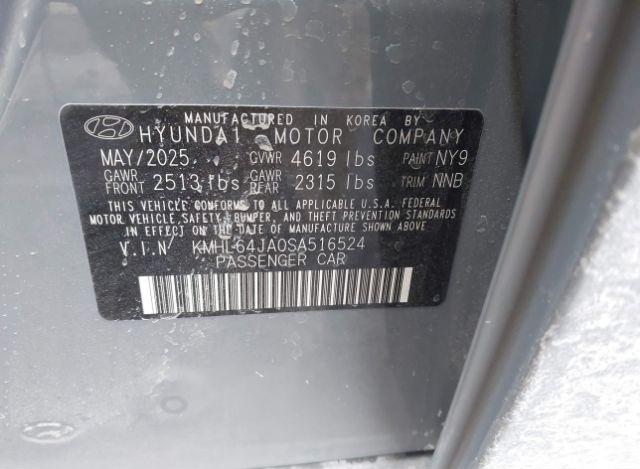 MANUFACTURED IN KOREA BY
HYUNDAI MOTOR COMPANY
MAY/2025 GVWR 4619 lbs PAINT NY9
GAWR FRONT 2513 lbs GAWR REAR 2315 lbs TRIM NNB
THIS VEHICLE CONFORMS TO ALL APPLICABLE U.S.A. FEDERAL
MOTOR VEHICLE SAFETY, BUMPER, AND THEFT PREVENTION STANDARDS
IN EFFECT ON THE DATE OF MANUFACTURE SHOWN ABOVE.
V.I.N KMHL64JA0SA516524
PASSENGER CAR